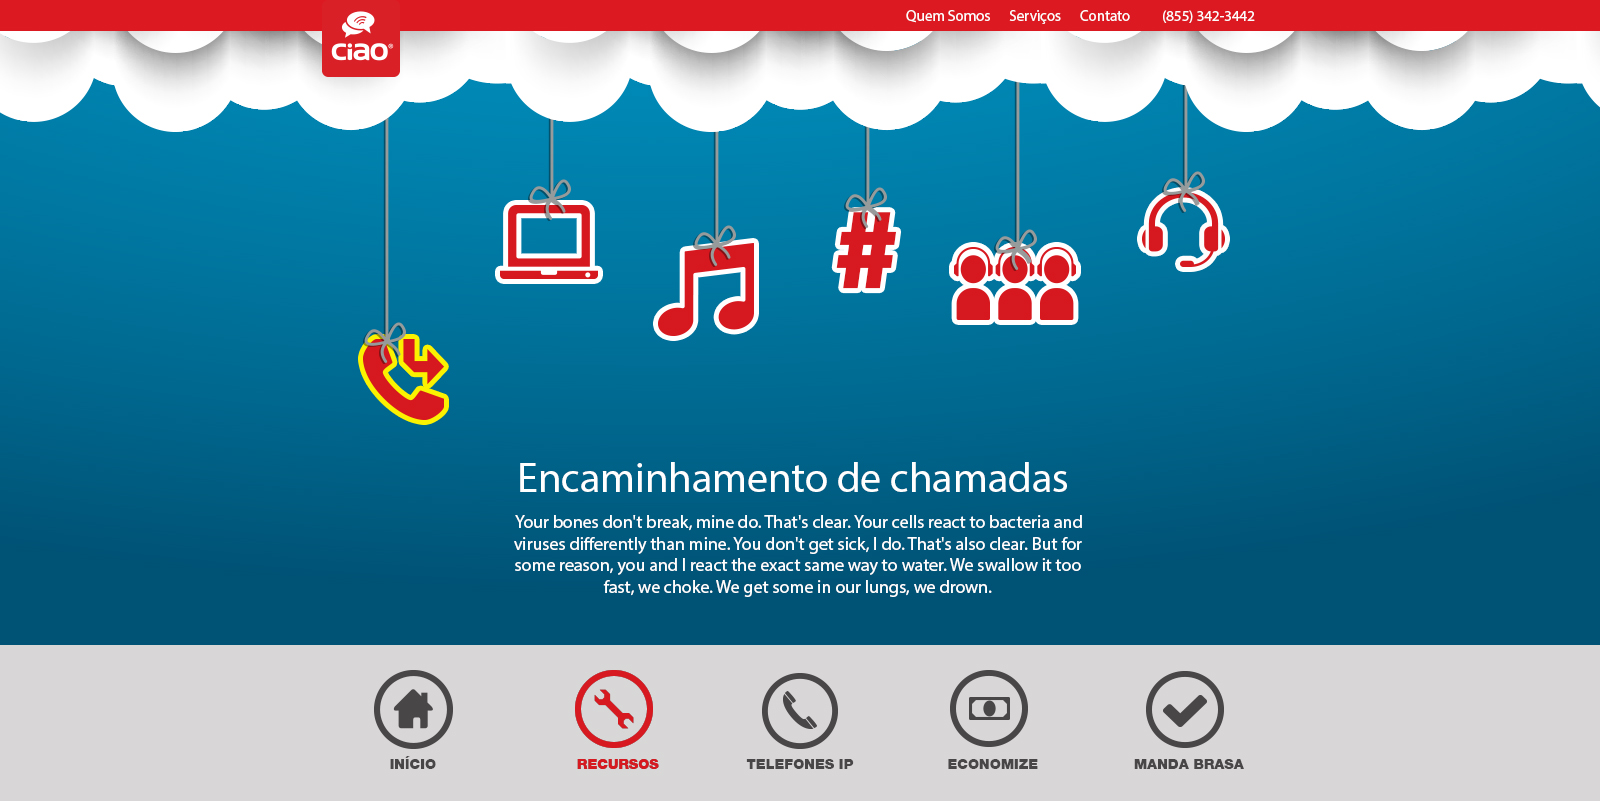 Quem Somos Serviços Contato (855) 342-3442
ciao®
#
Encaminhamento de chamadas
Your bones don't break, mine do. That's clear. Your cells react to bacteria and
viruses differently than mine. You don't get sick, I do. That's also clear. But for
some reason, you and I react the exact same way to water. We swallow it too
fast, we choke. We get some in our lungs, we drown.
INÍCIO RECURSOS TELEFONES IP ECONOMIZE MANDA BRASA